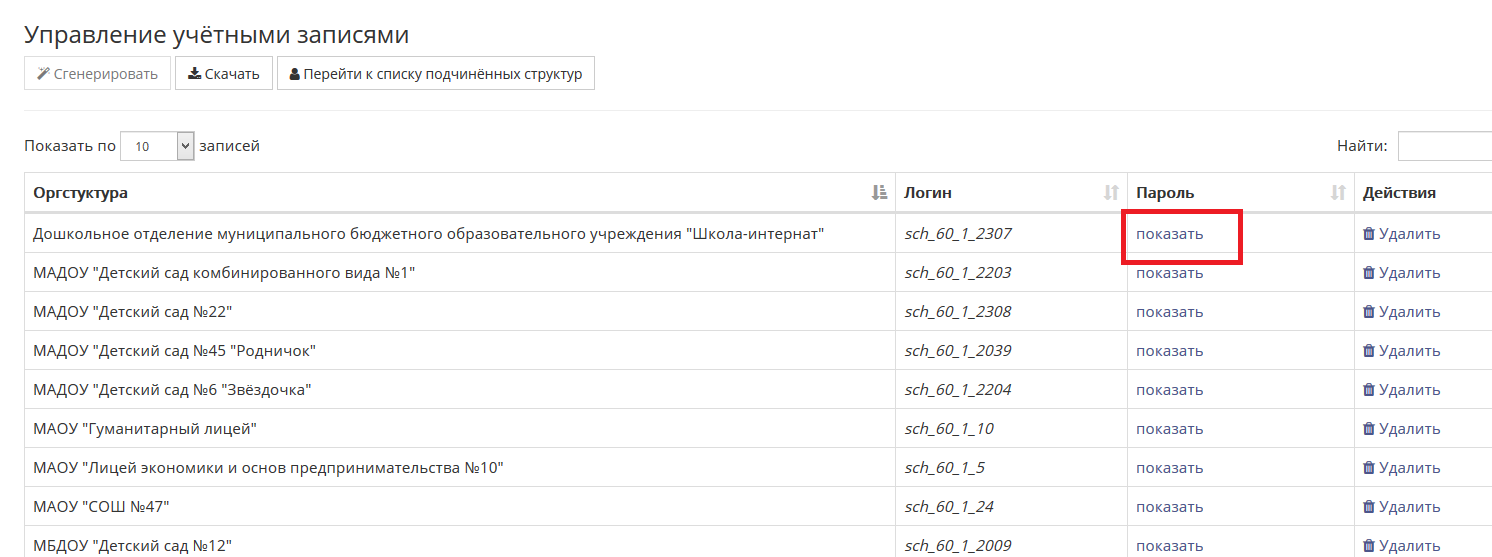 Управление учётными записями
Сгенерировать Скачать Перейти к списку подчинённых структур
Показать по 10 записей Найти:
Оргстуктура Логин Пароль Действия
Дошкольное отделение муниципального бюджетного образовательного учреждения "Школа-интернат" sch_60_1_2307 показать Удалить
МАДОУ "Детский сад комбинированного вида №1" sch_60_1_2203 показать Удалить
МАДОУ "Детский сад №22" sch_60_1_2308 показать Удалить
МАДОУ "Детский сад №45 "Родничок" sch_60_1_2039 показать Удалить
МАДОУ "Детский сад №6 "Звёздочка" sch_60_1_2204 показать Удалить
МАОУ "Гуманитарный лицей" sch_60_1_10 показать Удалить
МАОУ "Лицей экономики и основ предпринимательства №10" sch_60_1_5 показать Удалить
МАОУ "СОШ №47" sch_60_1_24 показать Удалить
МБДОУ "Детский сад №12" sch_60_1_2009 показать Удалить